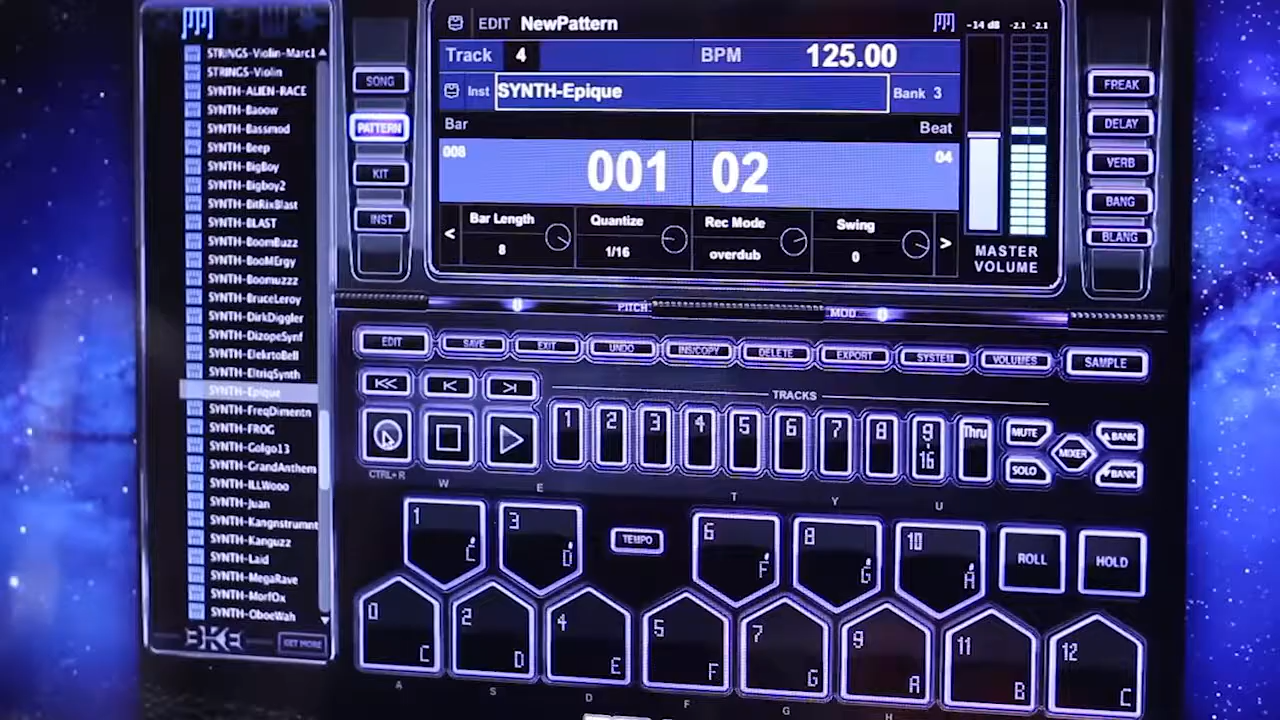 EDIT NewPattern
-14 dB -2.1 -2.1
Track 4 BPM 125.00
Inst SYNTH-Epique Bank 3
Bar Beat
008 001 02 04
Bar Length Quantize Rec Mode Swing
< 8 1/16 overdub 0 >
MASTER
VOLUME
STRINGS-Violin-Marc1
STRINGS-Violin
SYNTH-ALIEN-RACE
SYNTH-Baoow
SYNTH-Bassmod
SYNTH-Beep
SYNTH-BigBoy
SYNTH-Bigboy2
SYNTH-BitRixBlast
SYNTH-BLAST
SYNTH-BoomBuzz
SYNTH-BooMErgy
SYNTH-Boomuzzz
SYNTH-BruceLeroy
SYNTH-DirkDiggler
SYNTH-DizopeSynf
SYNTH-ElekrtoBell
SYNTH-EltriqSynth
SYNTH-Epique
SYNTH-FreqDimentn
SYNTH-FROG
SYNTH-Golgo13
SYNTH-GrandAnthem
SYNTH-ILLWooo
SYNTH-Juan
SYNTH-Kangnstrumnt
SYNTH-Kanguzz
SYNTH-Laid
SYNTH-MegaRave
SYNTH-MorfOx
SYNTH-OboeWah
GET MORE
SONG
PATTERN
KIT
INST
FREAK
DELAY
VERB
BANG
BLANG
PITCH MOD
EDIT SAVE EXIT UNDO INS/COPY DELETE EXPORT SYSTEM VOLUMES SAMPLE
TRACKS
1 2 3 4 5 6 7 8 9 16 Thru
MUTE
SOLO
MIXER
BANK
BANK
CTRL+R W E T Y U
1 C 3 D TEMPO 6 F 8 G 10 A ROLL HOLD
0 C 2 D 4 E 5 F 7 G 9 A 11 B 12 C
A S D F G H